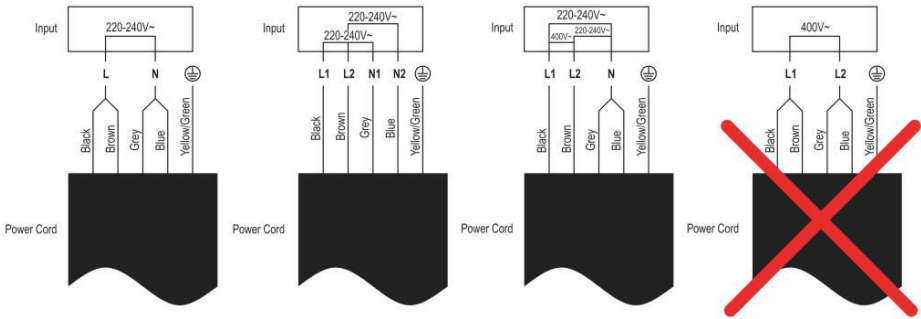 Input
220-240V~
L N
Black
Brown
Grey
Blue
Yellow/Green
Power Cord
Input
220-240V~
220-240V~
L1 L2 N1 N2
Black
Brown
Grey
Blue
Yellow/Green
Power Cord
Input
220-240V~
400V~ 220-240V~
L1 L2 N
Black
Brown
Grey
Blue
Yellow/Green
Power Cord
Input
400V~
L1 L2
Black
Brown
Grey
Blue
Yellow/Green
Power Cord